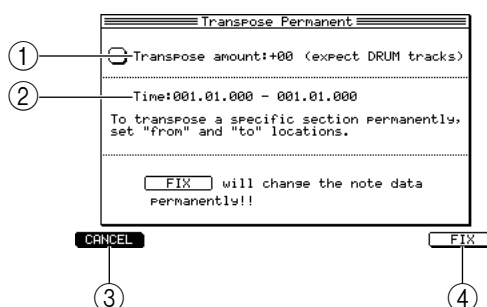 Transpose Permanent
① Transpose amount:+00 (expect DRUM tracks)
② Time:001.01.000 - 001.01.000
To transpose a specific section permanently,
set "from" and "to" locations.
FIX will change the note data
permanently!!
CANCEL FIX
③ ④